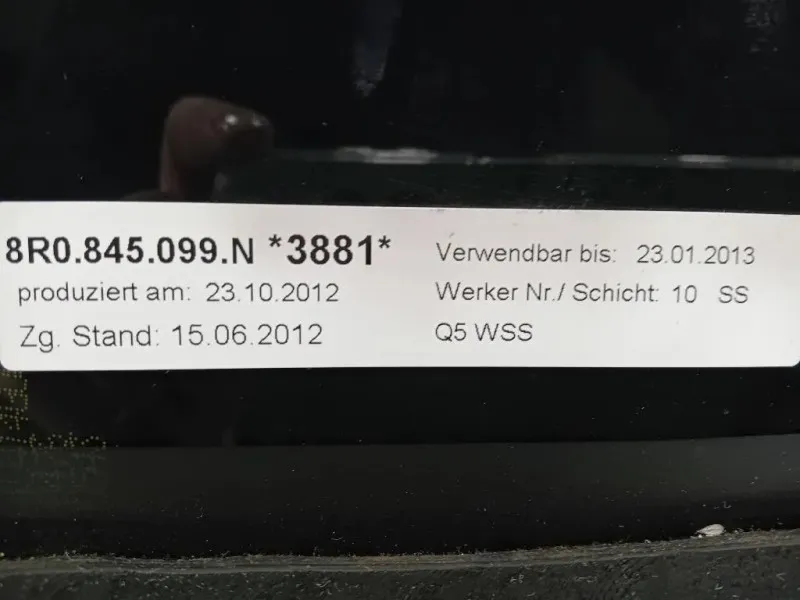 8R0.845.099.N *3881*
produziert am: 23.10.2012
Zg. Stand: 15.06.2012
Verwendbar bis: 23.01.2013
Werker Nr./ Schicht: 10 SS
Q5 WSS